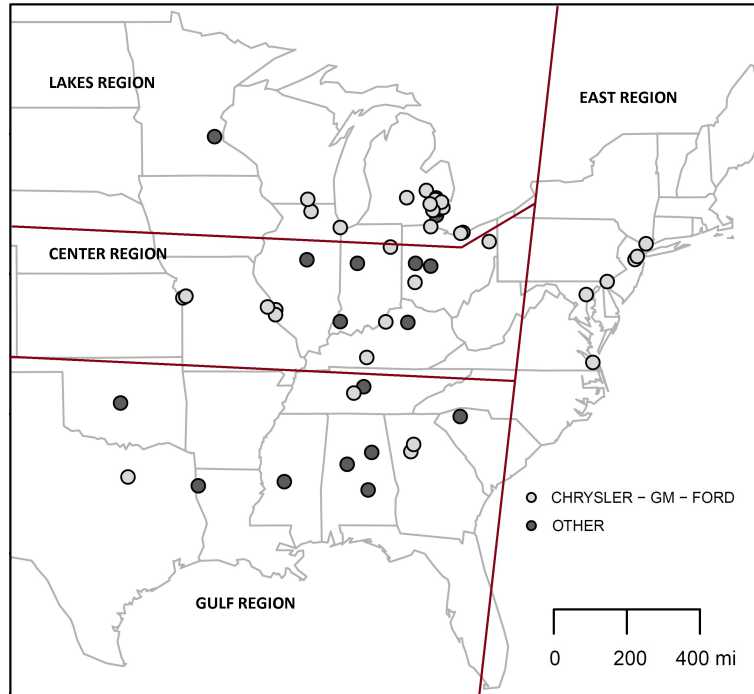 LAKES REGION
EAST REGION
CENTER REGION
CHRYSLER − GM − FORD
OTHER
GULF REGION
0 200 400 mi